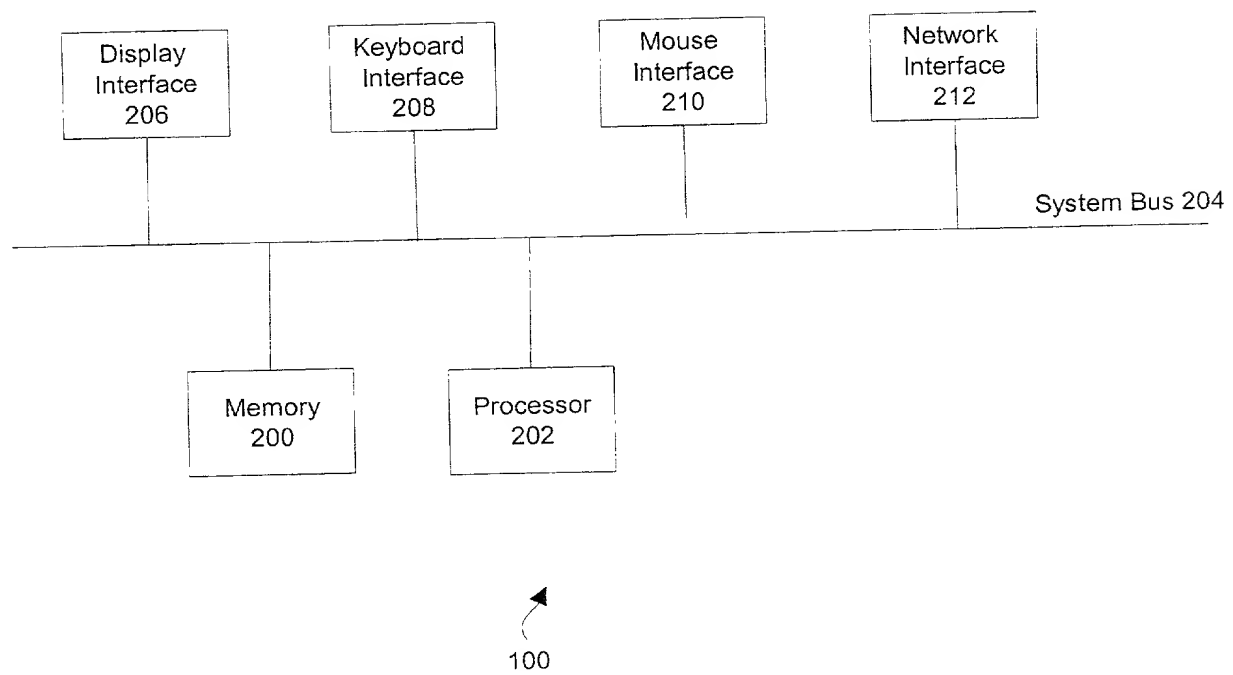 Display
Interface
206
Keyboard
Interface
208
Mouse
Interface
210
Network
Interface
212
System Bus 204
Memory
200
Processor
202
100